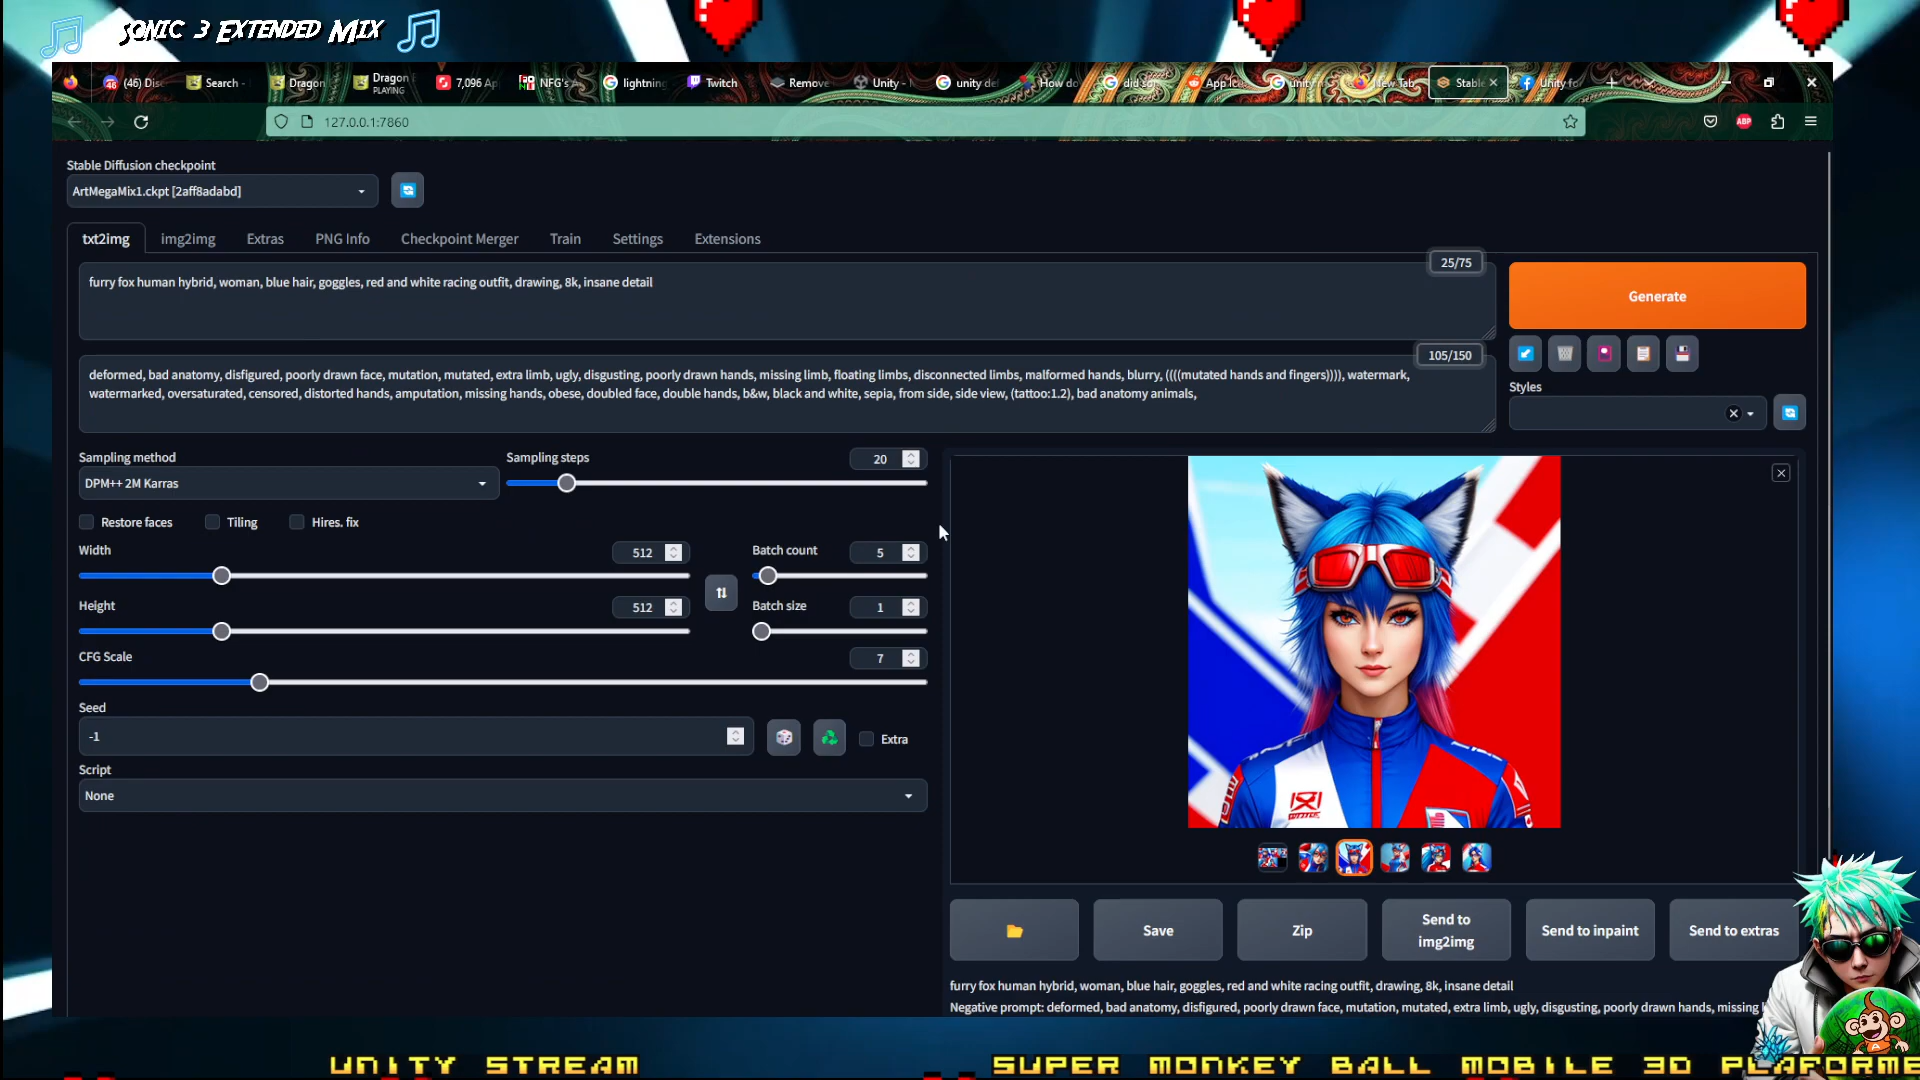 Sonic 3 Extended Mix
(46) Disc
Search -
Dragon
Dragon
PLAYING
7,096 Ap
NFG's
lightning
Twitch
Remove
Unity -
unity de
How do
App Ic
New Tab
Stable
Unity for
127.0.0.1:7860
ABP
Stable Diffusion checkpoint
ArtMegaMix1.ckpt [2aff8adabd]
txt2img
img2img
Extras
PNG Info
Checkpoint Merger
Train
Settings
Extensions
25/75
furry fox human hybrid, woman, blue hair, goggles, red and white racing outfit, drawing, 8k, insane detail
Generate
105/150
deformed, bad anatomy, disfigured, poorly drawn face, mutation, mutated, extra limb, ugly, disgusting, poorly drawn hands, missing limb, floating limbs, disconnected limbs, malformed hands, blurry, ((((mutated hands and fingers)))), watermark,
watermarked, oversaturated, censored, distorted hands, amputation, missing hands, obese, doubled face, double hands, b&w, black and white, sepia, from side, side view, (tattoo:1.2), bad anatomy animals,
Styles
Sampling method
DPM++ 2M Karras
Sampling steps
20
Restore faces
Tiling
Hires. fix
Width
512
Batch count
5
Height
512
Batch size
1
CFG Scale
7
Seed
-1
Extra
Script
None
Save
Zip
Send to
img2img
Send to inpaint
Send to extras
furry fox human hybrid, woman, blue hair, goggles, red and white racing outfit, drawing, 8k, insane detail
Negative prompt: deformed, bad anatomy, disfigured, poorly drawn face, mutation, mutated, extra limb, ugly, disgusting, poorly drawn hands, missing
UNITY STREAM
SUPER MONKEY BALL MOBILE 3D PLAFORME